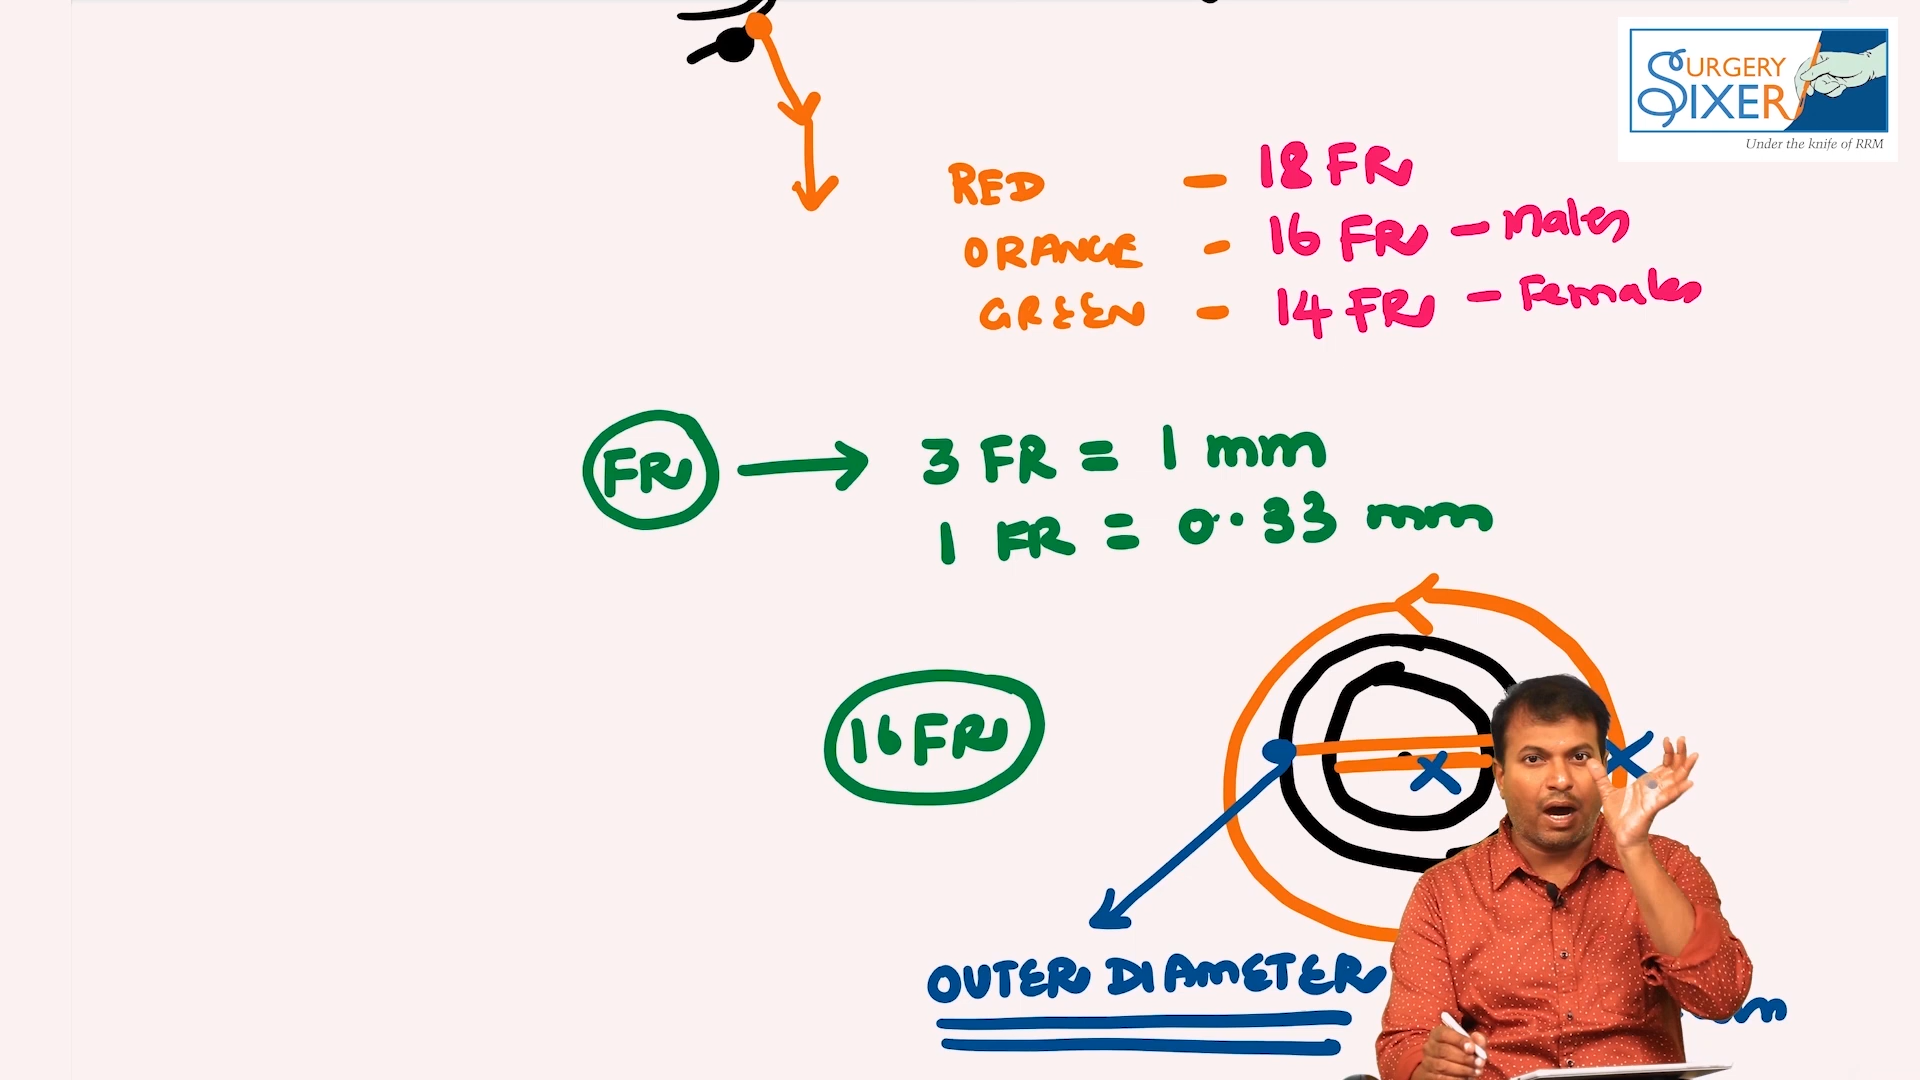 SURGERY
SIXER
Under the knife of RRM
RED - 18 FR
ORANGE - 16 FR - Males
GREEN - 14 FR - Females
FR → 3 FR = 1 mm
1 FR = 0.33 mm
16 FR
OUTER DIAMETER